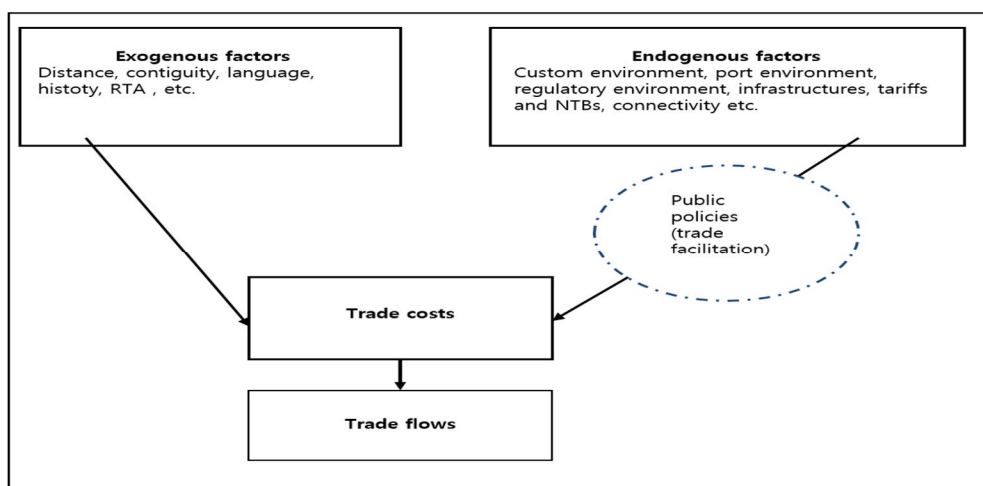 Exogenous factors
Distance, contiguity, language,
histoty, RTA , etc.
Endogenous factors
Custom environment, port environment,
regulatory environment, infrastructures, tariffs
and NTBs, connectivity etc.
Public
policies
(trade
facilitation)
Trade costs
Trade flows